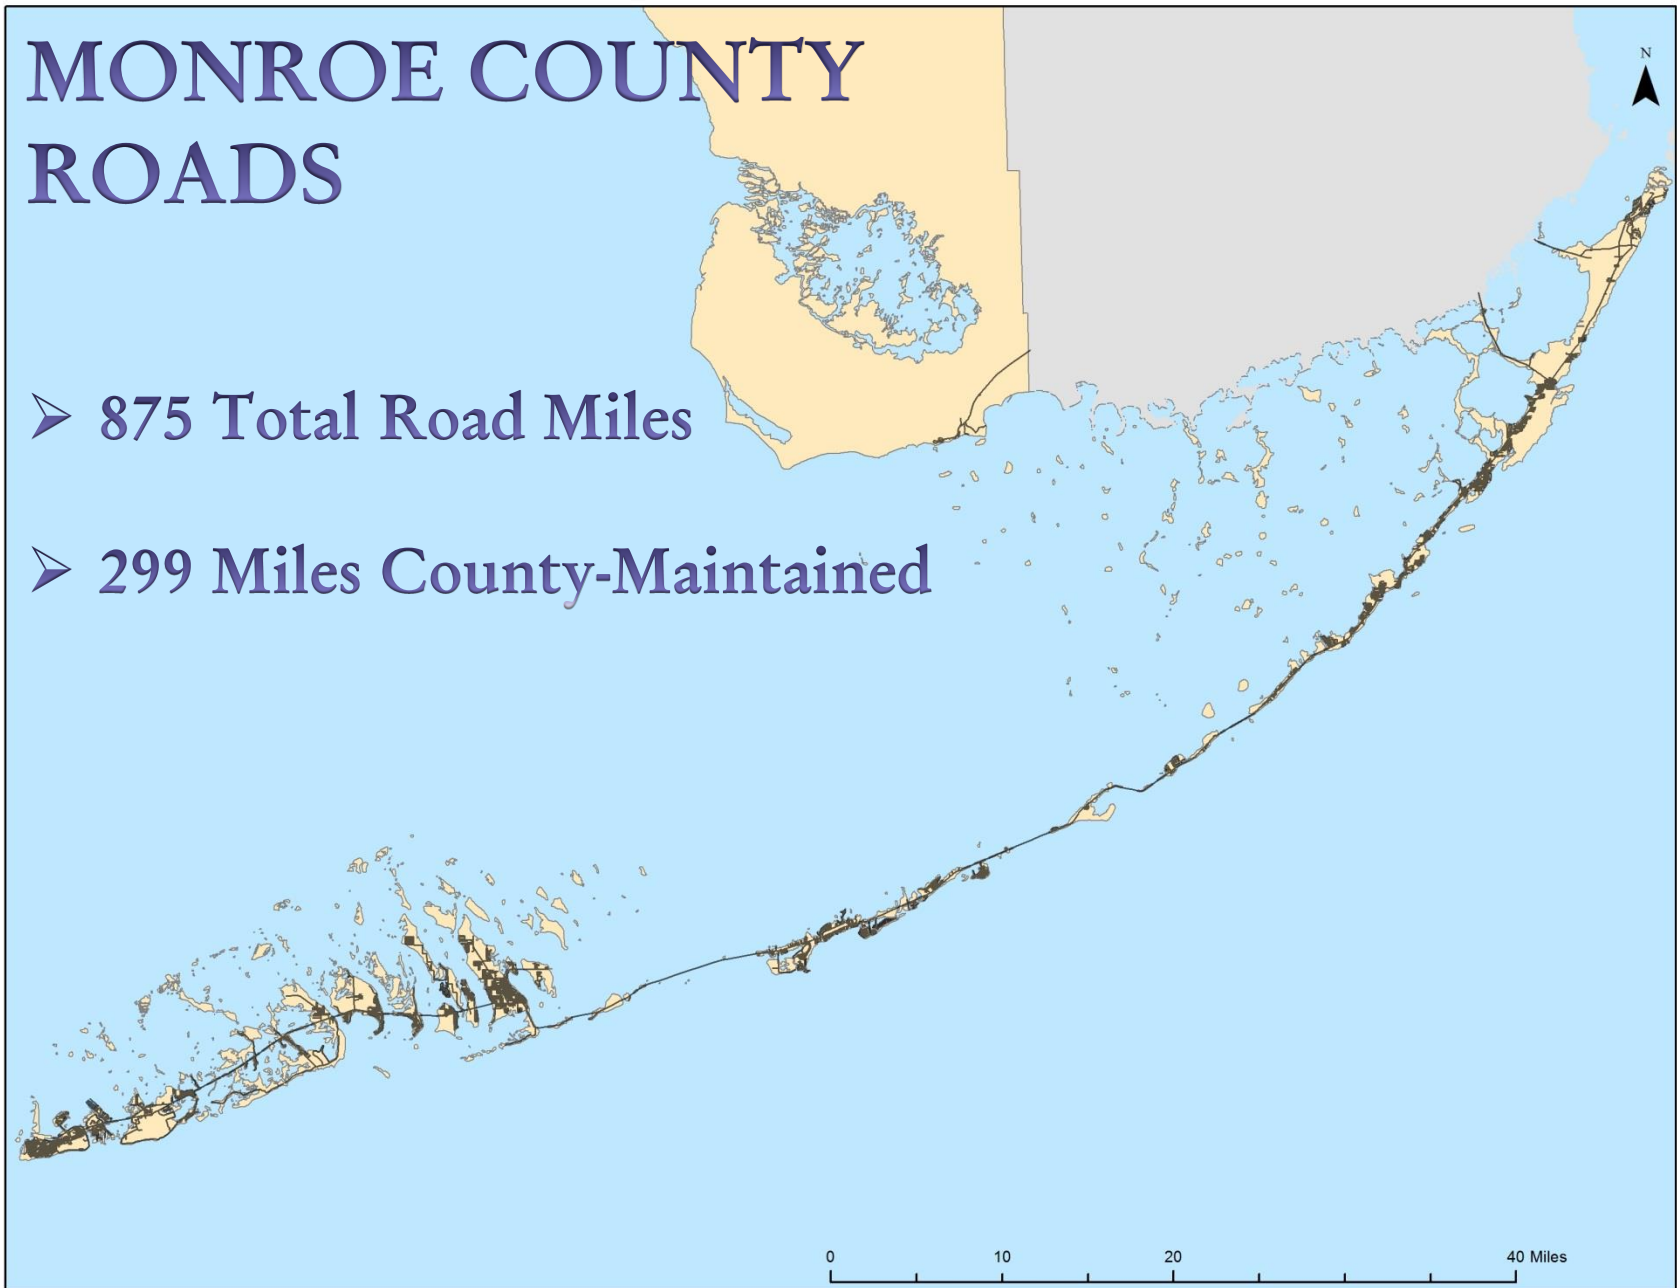 MONROE COUNTY
ROADS
N
➢ 875 Total Road Miles
➢ 299 Miles County-Maintained
0 10 20 40 Miles